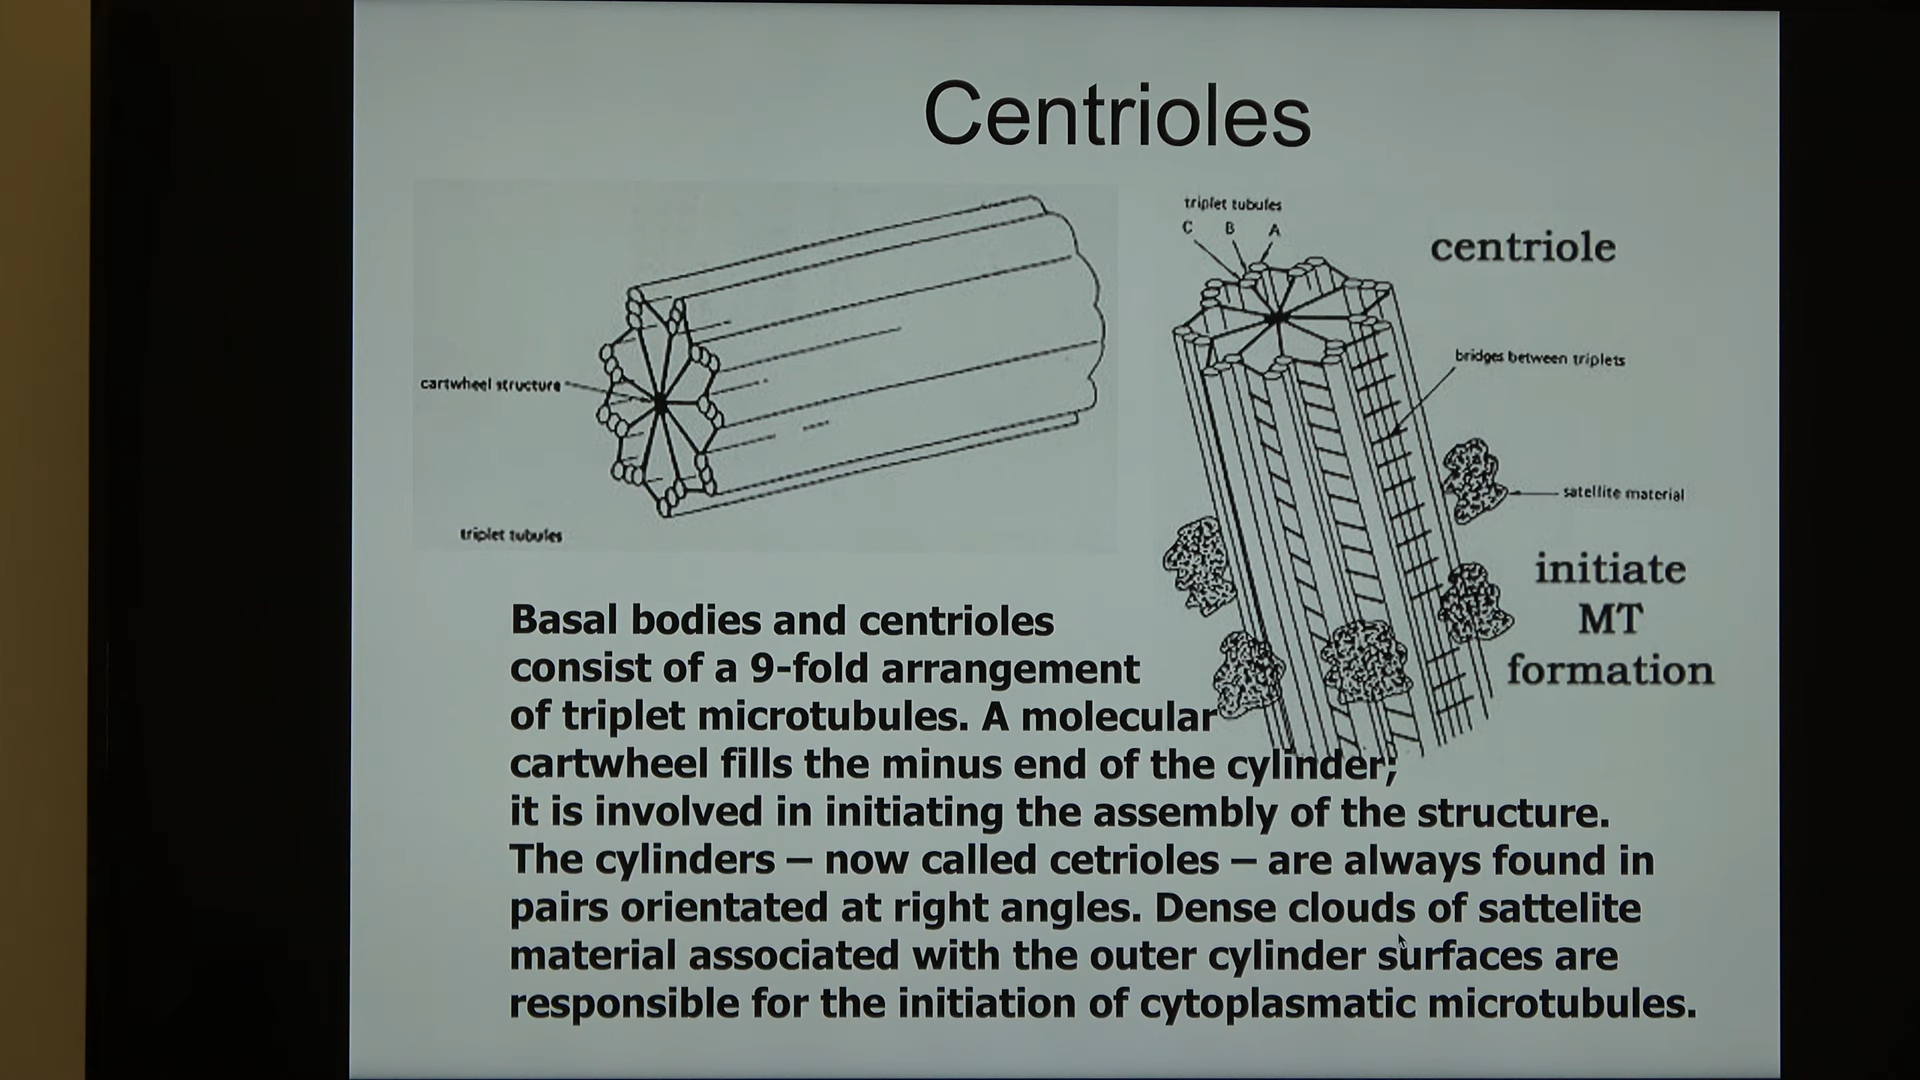 Centrioles
triplet tubules
C B A
centriole
bridges between triplets
cartwheel structure
satellite material
triplet tubules
initiate
MT
formation
Basal bodies and centrioles
consist of a 9-fold arrangement
of triplet microtubules. A molecular
cartwheel fills the minus end of the cylinder;
it is involved in initiating the assembly of the structure.
The cylinders – now called cetrioles – are always found in
pairs orientated at right angles. Dense clouds of sattelite
material associated with the outer cylinder surfaces are
responsible for the initiation of cytoplasmatic microtubules.